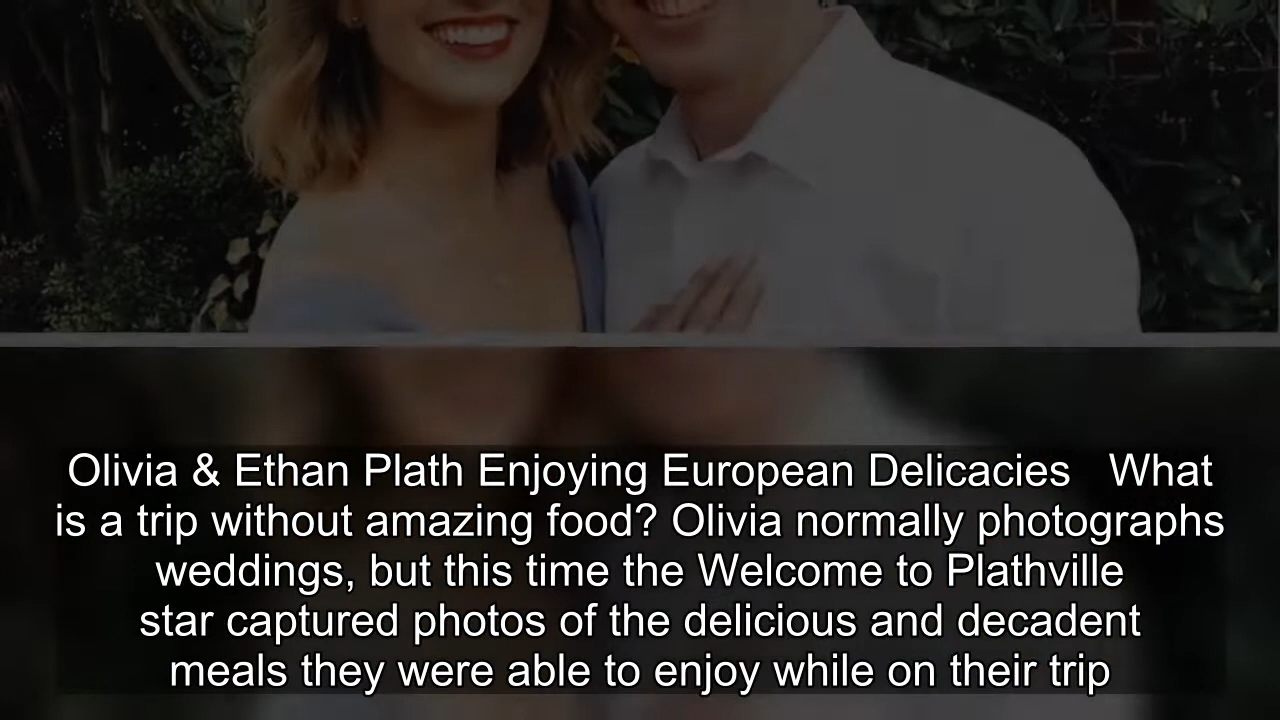 Olivia & Ethan Plath Enjoying European Delicacies   What
is a trip without amazing food? Olivia normally photographs
weddings, but this time the Welcome to Plathville
star captured photos of the delicious and decadent
meals they were able to enjoy while on their trip